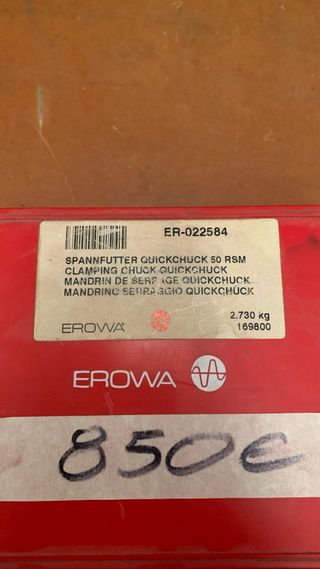 ER-022584
SPANNFUTTER QUICKCHUCK 50 RSM
CLAMPING CHUCK QUICKCHUCK
MANDRIN DE SERRAGE QUICKCHUCK
MANDRINO SERRAGGIO QUICKCHUCK
2.730 kg
EROWA 169800
EROWA
850€